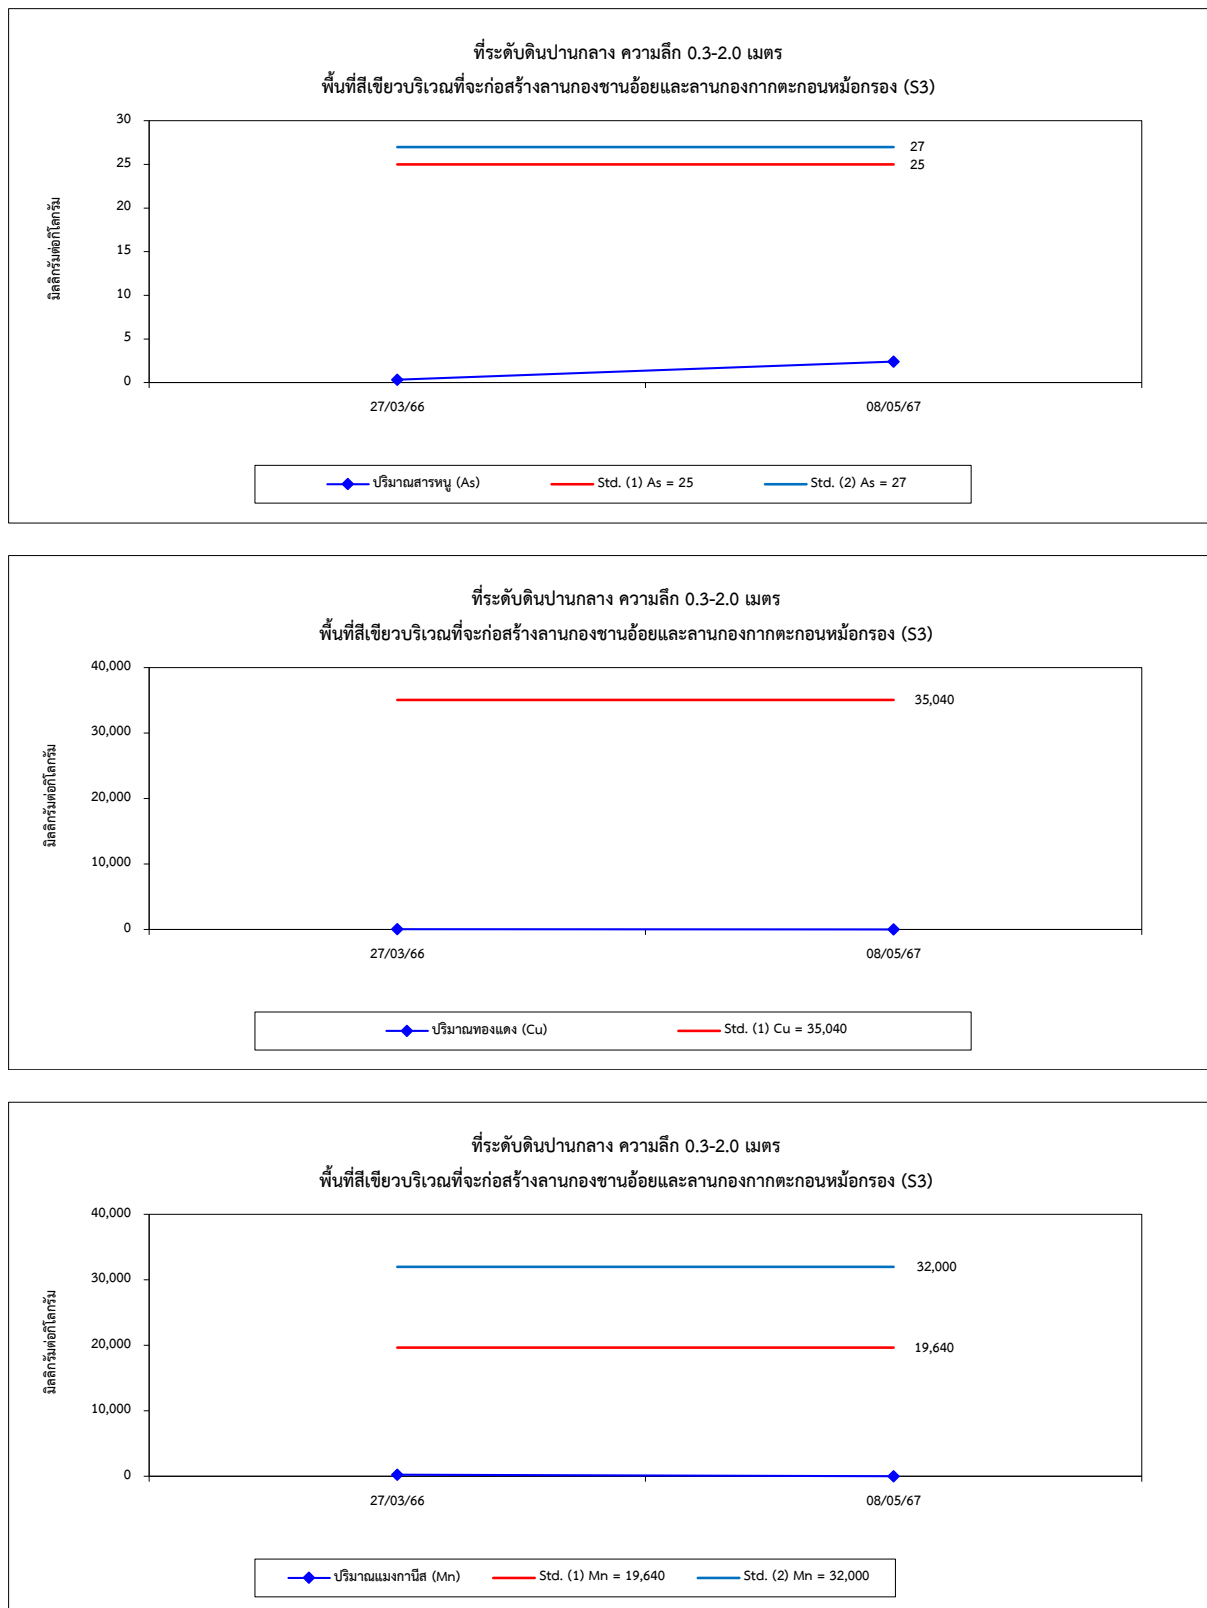 ที่ระดับดินปานกลาง ความลึก 0.3-2.0 เมตร
พื้นที่สีเขียวบริเวณที่จะก่อสร้างลานกองชานอ้อยและลานกองกากตะกอนหม้อกรอง (S3)
30
25
20
15
10
5
0
มิลลิกรัมต่อกิโลกรัม
27
25
27/03/66
08/05/67
ปริมาณสารหนู (As)
Std. (1) As = 25
Std. (2) As = 27
ที่ระดับดินปานกลาง ความลึก 0.3-2.0 เมตร
พื้นที่สีเขียวบริเวณที่จะก่อสร้างลานกองชานอ้อยและลานกองกากตะกอนหม้อกรอง (S3)
40,000
30,000
20,000
10,000
0
มิลลิกรัมต่อกิโลกรัม
35,040
27/03/66
08/05/67
ปริมาณทองแดง (Cu)
Std. (1) Cu = 35,040
ที่ระดับดินปานกลาง ความลึก 0.3-2.0 เมตร
พื้นที่สีเขียวบริเวณที่จะก่อสร้างลานกองชานอ้อยและลานกองกากตะกอนหม้อกรอง (S3)
40,000
30,000
20,000
10,000
0
มิลลิกรัมต่อกิโลกรัม
32,000
19,640
27/03/66
08/05/67
ปริมาณแมงกานีส (Mn)
Std. (1) Mn = 19,640
Std. (2) Mn = 32,000